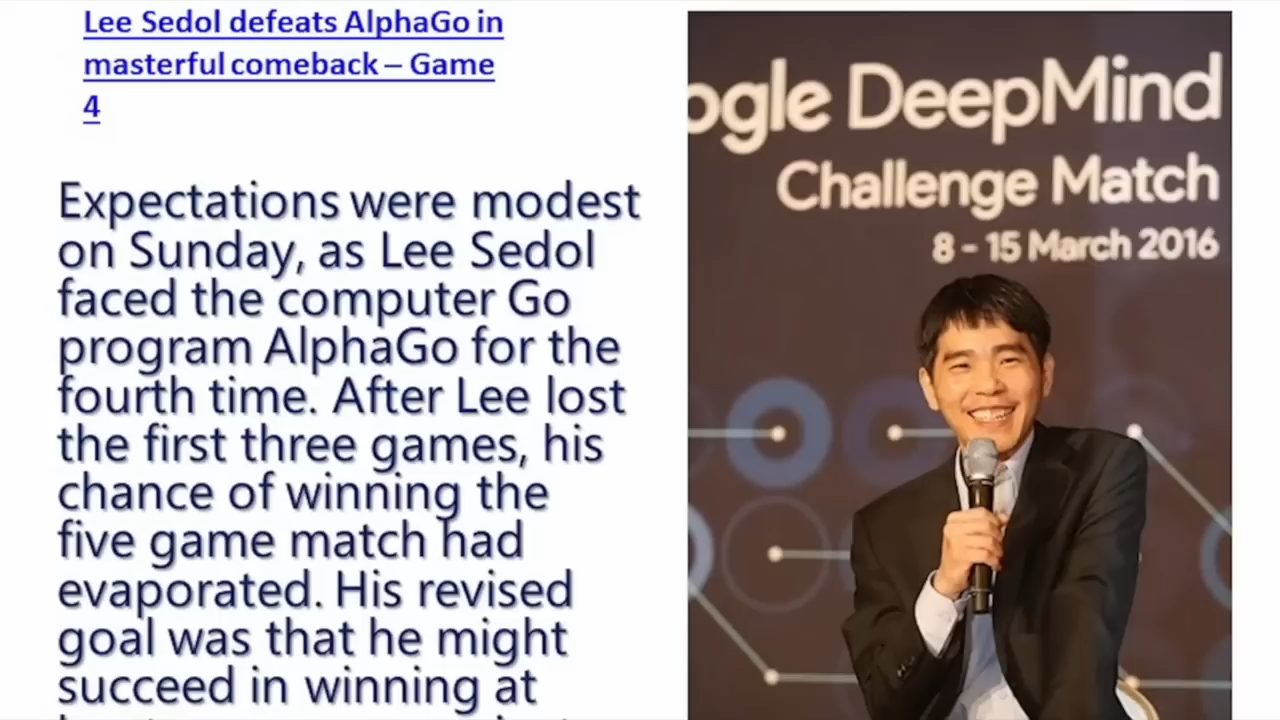 Lee Sedol defeats AlphaGo in
masterful comeback – Game
4
Expectations were modest
on Sunday, as Lee Sedol
faced the computer Go
program AlphaGo for the
fourth time. After Lee lost
the first three games, his
chance of winning the
five game match had
evaporated. His revised
goal was that he might
succeed in winning at
ogle DeepMind
Challenge Match
8 - 15 March 2016